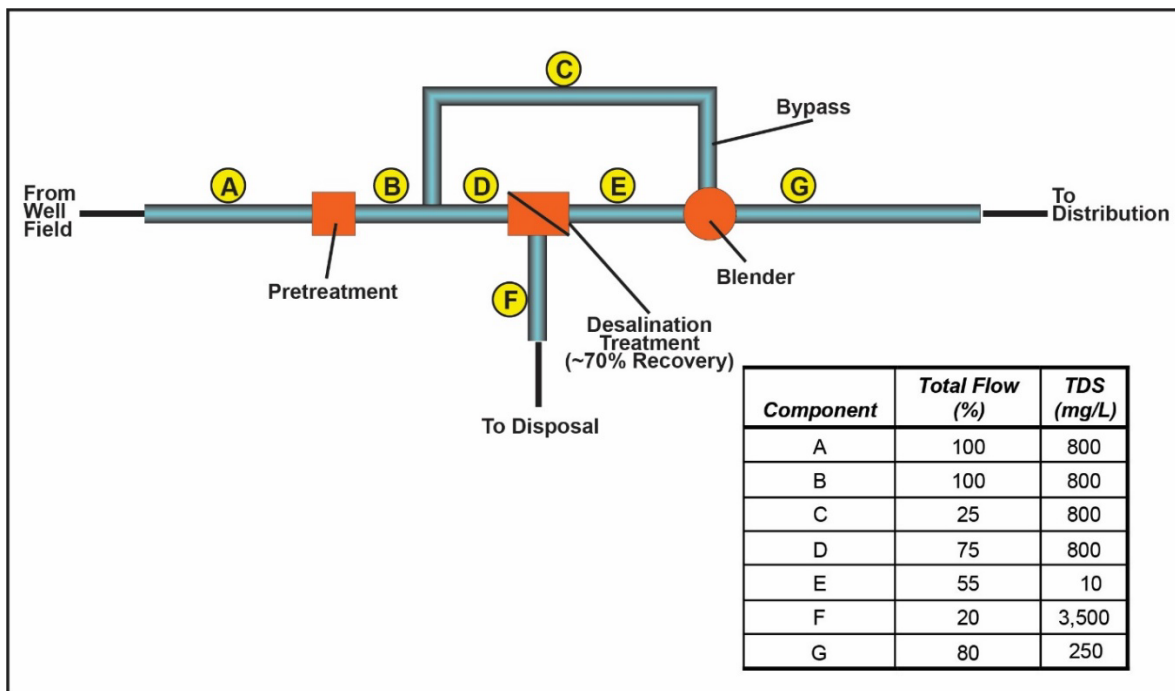 C
Bypass
A
B
D
E
G
From
Well
Field
To
Distribution
Pretreatment
F
Blender
Desalination
Treatment
(~70% Recovery)
To Disposal
Component Total Flow (%) TDS (mg/L)
A 100 800
B 100 800
C 25 800
D 75 800
E 55 10
F 20 3,500
G 80 250